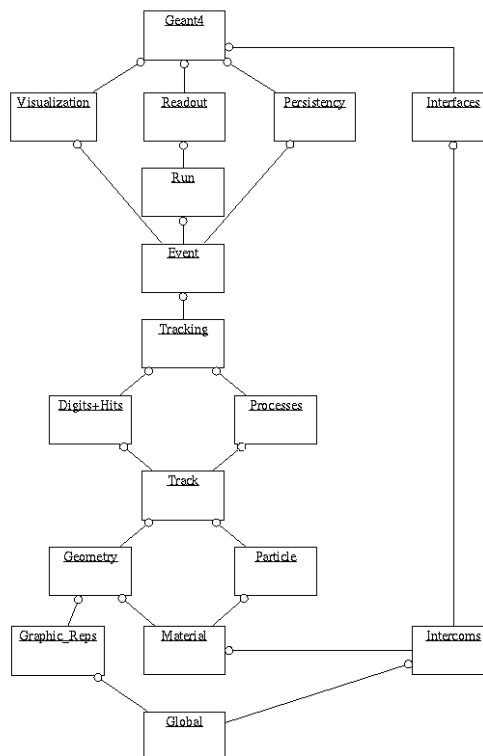 Geant4
Visualization
Readout
Persistency
Interfaces
Run
Event
Tracking
Digits+Hits
Processes
Track
Geometry
Particle
Graphic_Reps
Material
Intercoms
Global